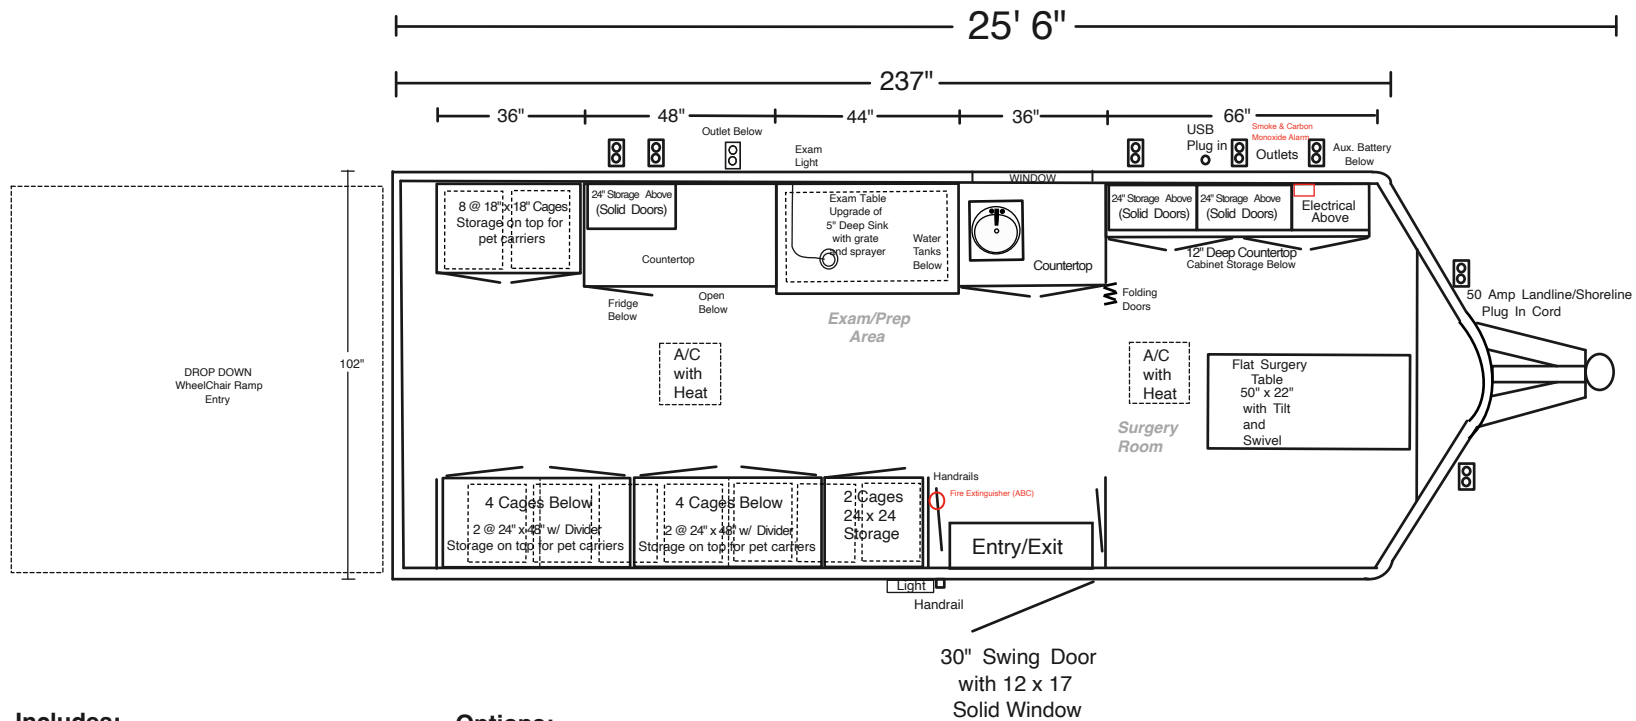 25' 6"
237"
36"
48"
44"
36"
66"
Outlet Below
Exam
Light
USB
Plug in
Smoke & Carbon
Monoxide Alarm
Outlets
Aux. Battery
Below
WINDOW
8 @ 18" x 18" Cages
Storage on top for
pet carriers
24" Storage Above
(Solid Doors)
Countertop
Exam Table
Upgrade of
5" Deep Sink
with grate
and sprayer
Water
Tanks
Below
Countertop
24" Storage Above
(Solid Doors)
24" Storage Above
(Solid Doors)
Electrical
Above
12" Deep Countertop
Cabinet Storage Below
Fridge
Below
Open
Below
Folding
Doors
Exam/Prep
Area
50 Amp Landline/Shoreline
Plug In Cord
DROP DOWN
WheelChair Ramp
Entry
102"
A/C
with
Heat
A/C
with
Heat
Flat Surgery
Table
50" x 22"
with Tilt
and
Swivel
Surgery
Room
4 Cages Below
2 @ 24" x 48" w/ Divider
Storage on top for pet carriers
4 Cages Below
2 @ 24" x 48" w/ Divider
Storage on top for pet carriers
2 Cages
24 x 24
Storage
Handrails
Fire Extinguisher (ABC)
Entry/Exit
Light
Handrail
30" Swing Door
with 12 x 17
Solid Window
Includes:
Options: